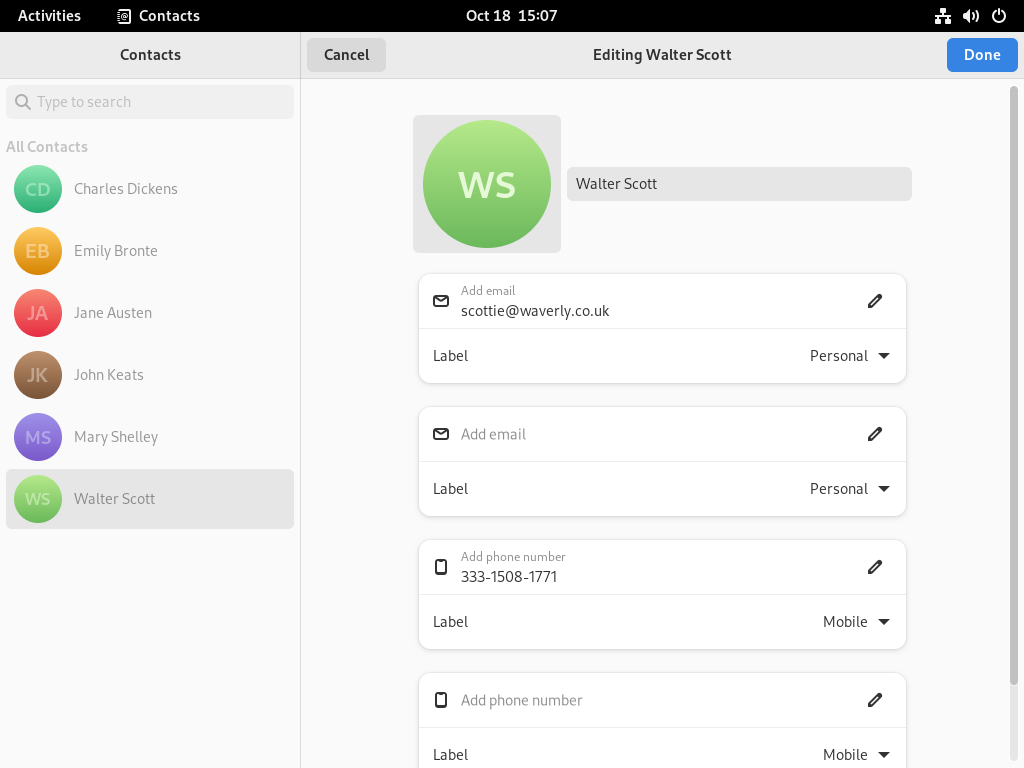 Activities
Contacts
Oct 18 15:07
Contacts
Cancel
Editing Walter Scott
Done
Type to search
All Contacts
CD
Charles Dickens
EB
Emily Bronte
JA
Jane Austen
JK
John Keats
MS
Mary Shelley
WS
Walter Scott
WS
Walter Scott
Add email
scottie@waverly.co.uk
Label
Personal
Add email
Label
Personal
Add phone number
333-1508-1771
Label
Mobile
Add phone number
Label
Mobile